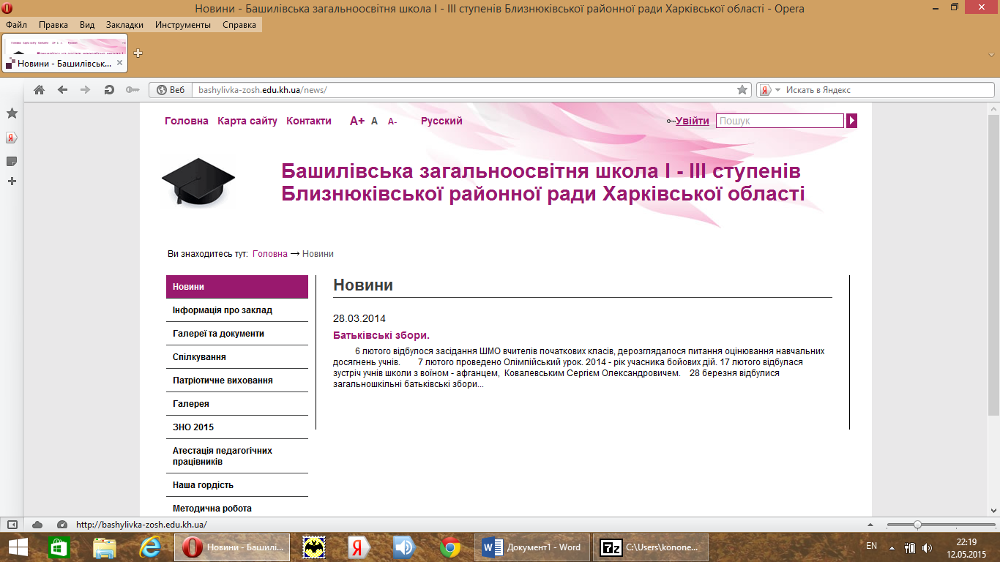 Новини - Башилівська загальноосвітня школа І - ІІІ ступенів Близнюківської районної ради Харківської області - Opera
Файл Правка Вид Закладки Инструменты Справка
Новини - Башилівськ...
Веб bashylivka-zosh.edu.kh.ua/news/ Искать в Яндекс
Головна Карта сайту Контакти A+ A A- Русский Увійти Пошук
Башилівська загальноосвітня школа І - ІІІ ступенів
Близнюківської районної ради Харківської області
Ви знаходитесь тут: Головна → Новини
Новини
Інформація про заклад
Галереї та документи
Спілкування
Патріотичне виховання
Галерея
ЗНО 2015
Атестація педагогічних
працівників
Наша гордість
Методична робота
Новини
28.03.2014
Батьківські збори.
6 лютого відбулося засідання ШМО вчителів початкових класів, дерозглядалося питання оцінювання навчальних
досягнень учнів. 7 лютого проведено Олімпійський урок. 2014 - рік учасника бойових дій. 17 лютого відбулася
зустріч учнів школи з воїном - афганцем, Ковалевським Сергієм Олександровичем. 28 березня відбулися
загальношкільні батьківські збори...
http://bashylivka-zosh.edu.kh.ua/
Новини - Башилі... Документ1 - Word C:\Users\konone... EN 22:19
12.05.2015